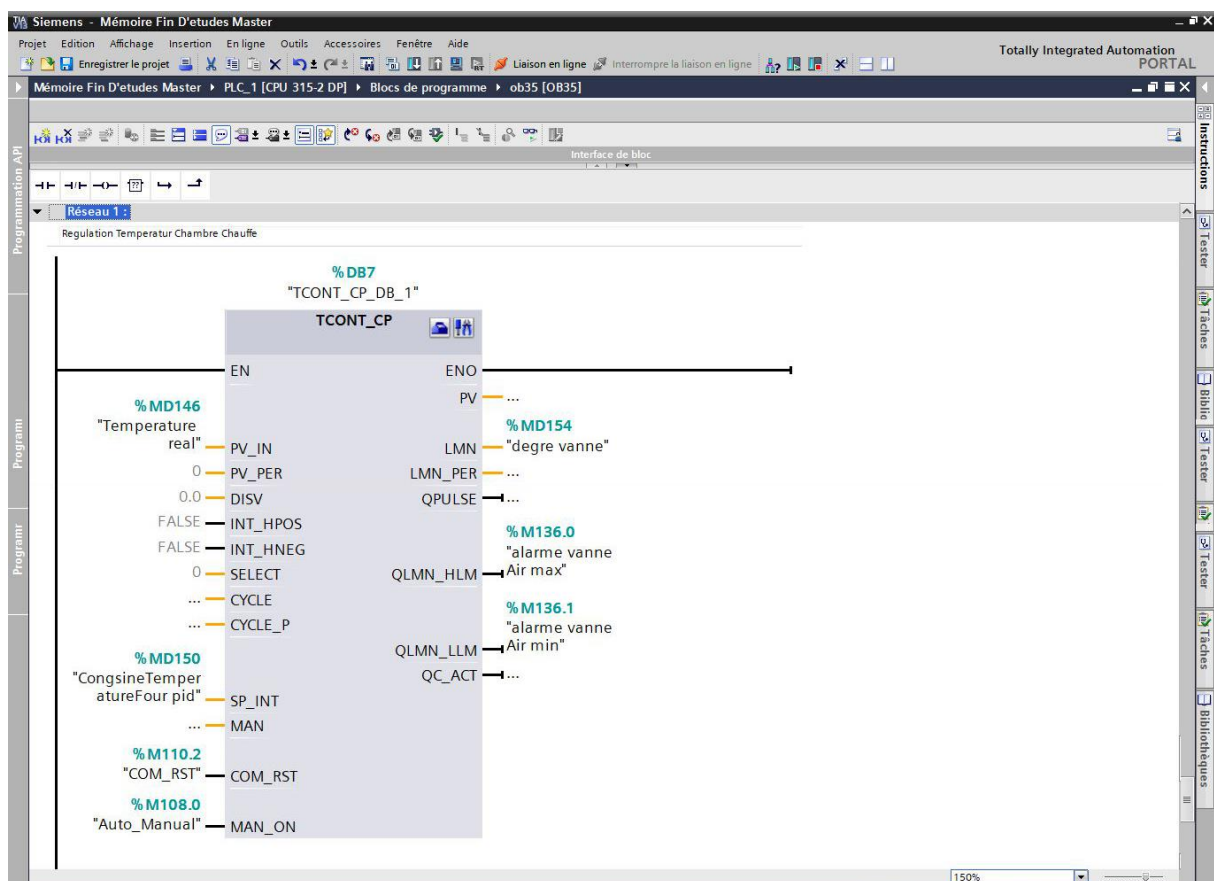 Siemens - Mémoire Fin D'etudes Master
Projet Edition Affichage Insertion En ligne Outils Accessoires Fenêtre Aide
Totally Integrated Automation
PORTAL
Enregistrer le projet
Liaison en ligne
Interrompre la liaison en ligne
Mémoire Fin D'etudes Master ▸ PLC_1 [CPU 315-2 DP] ▸ Blocs de programme ▸ ob35 [OB35]
Interface de bloc
Réseau 1 :
Regulation Temperatur Chambre Chauffe
%DB7
"TCONT_CP_DB_1"
TCONT_CP
EN ENO
PV ...
%MD146
"Temperature
real" PV_IN
%MD154
LMN "degre vanne"
0 PV_PER LMN_PER ...
0.0 DISV QPULSE ...
FALSE INT_HPOS
FALSE INT_HNEG
%M136.0
"alarme vanne
0 SELECT QLMN_HLM Air max"
... CYCLE
... CYCLE_P
%M136.1
"alarme vanne
QLMN_LLM Air min"
QC_ACT ...
%MD150
"CongsineTemper
atureFour pid" SP_INT
... MAN
%M110.2
"COM_RST" COM_RST
%M108.0
"Auto_Manual" MAN_ON
150%
Programmation API
Programi
Programr
Instructions
Tester
Tâches
Biblio
Tester
Tester
Tâches
Bibliothèques